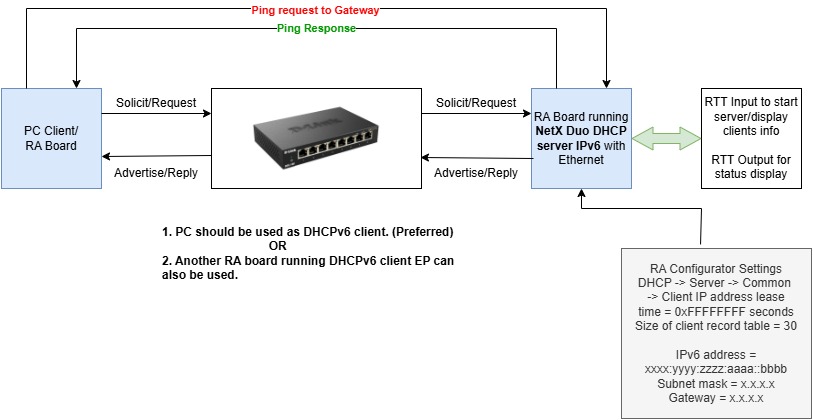 Ping request to Gateway
Ping Response
PC Client/
RA Board
Solicit/Request
Advertise/Reply
D-Link
Solicit/Request
Advertise/Reply
RA Board running
NetX Duo DHCP
server IPv6 with
Ethernet
RTT Input to start
server/display
clients info
RTT Output for
status display
1. PC should be used as DHCPv6 client. (Preferred)
OR
2. Another RA board running DHCPv6 client EP can
also be used.
RA Configurator Settings
DHCP -> Server -> Common
-> Client IP address lease
time = 0xFFFFFFFF seconds
Size of client record table = 30
IPv6 address =
xxxx:yyyy:zzzz:aaaa::bbbb
Subnet mask = x.x.x.x
Gateway = x.x.x.x